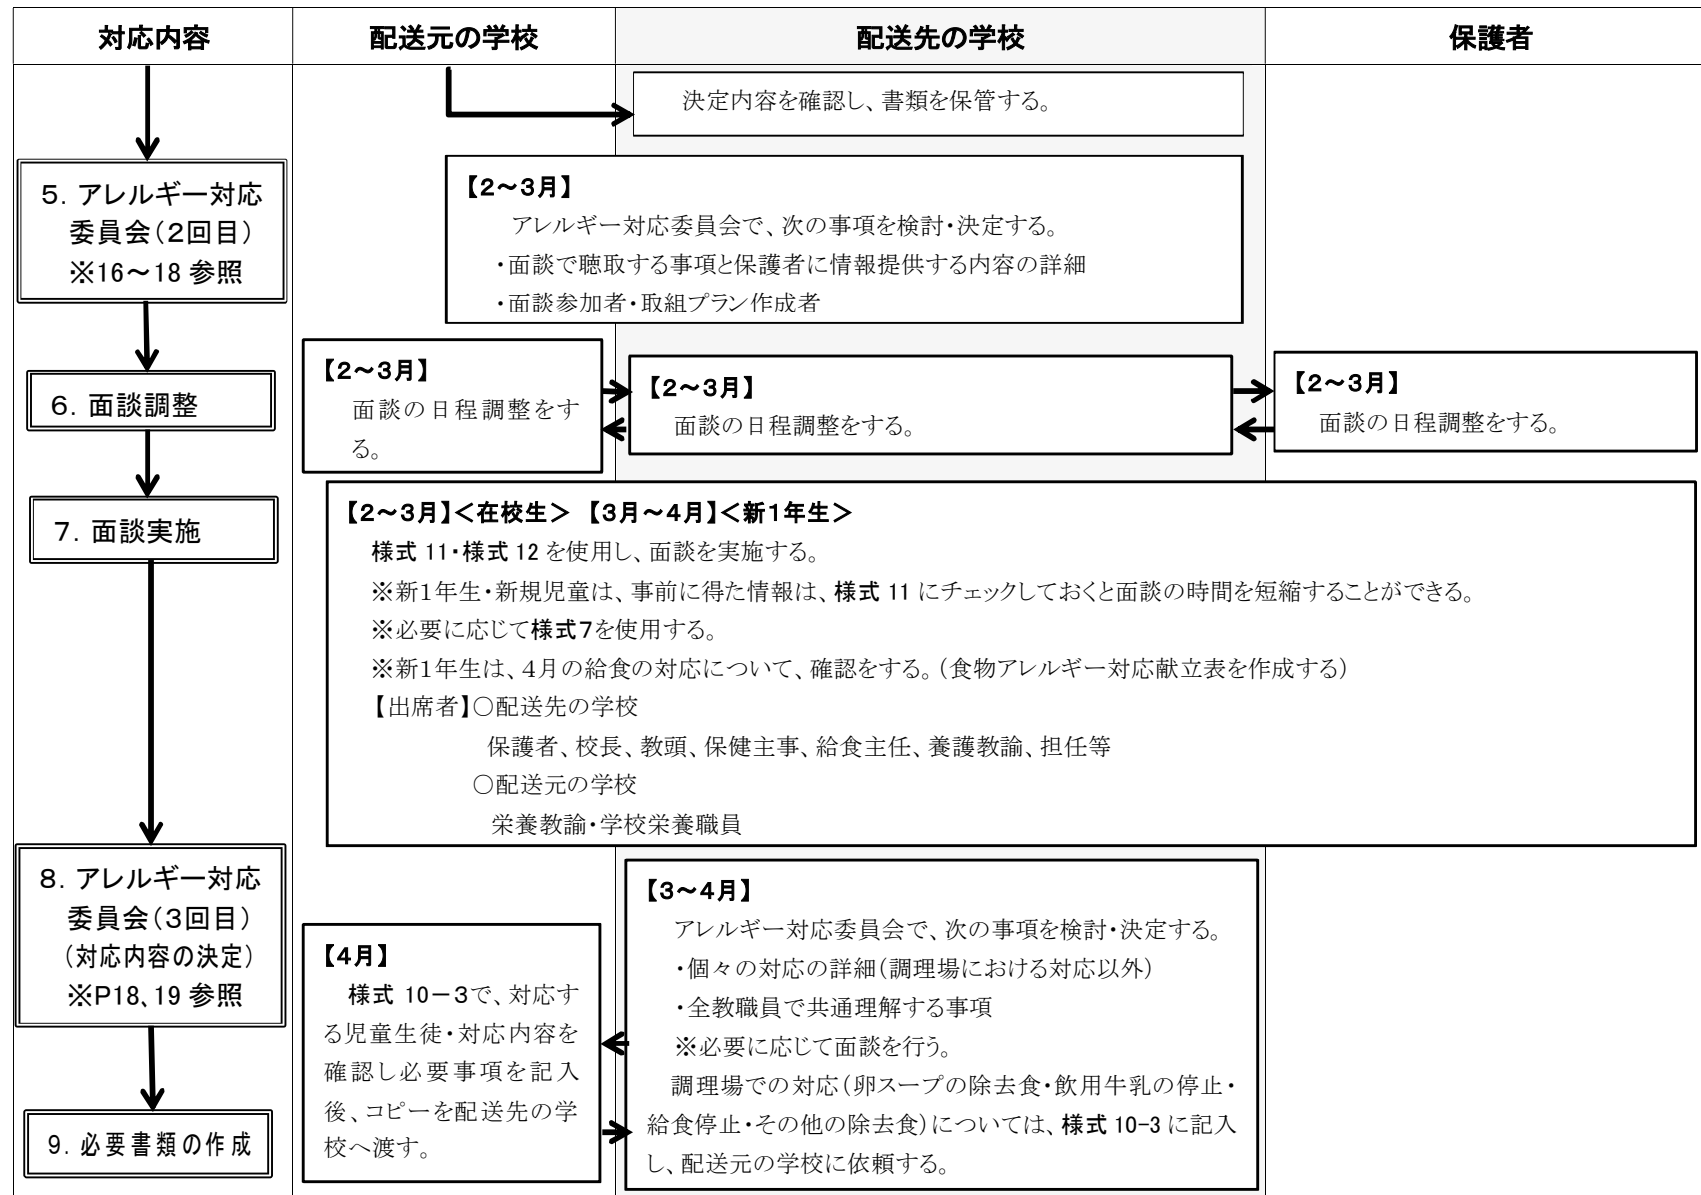 対応内容
配送元の学校
配送先の学校
保護者
決定内容を確認し、書類を保管する。
5. アレルギー対応
委員会(2回目)
※16～18 参照
【2～3月】
アレルギー対応委員会で、次の事項を検討・決定する。
・面談で聴取する事項と保護者に情報提供する内容の詳細
・面談参加者・取組プラン作成者
6. 面談調整
【2～3月】
面談の日程調整をす
る。
【2～3月】
面談の日程調整をする。
【2～3月】
面談の日程調整をする。
7. 面談実施
【2～3月】<在校生> 【3月～4月】<新1年生>
様式 11・様式 12 を使用し、面談を実施する。
※新1年生・新規児童は、事前に得た情報は、様式 11 にチェックしておくと面談の時間を短縮することができる。
※必要に応じて様式7を使用する。
※新1年生は、4月の給食の対応について、確認をする。(食物アレルギー対応献立表を作成する)
【出席者】○配送先の学校
保護者、校長、教頭、保健主事、給食主任、養護教諭、担任等
○配送元の学校
栄養教諭・学校栄養職員
8. アレルギー対応
委員会(3回目)
(対応内容の決定)
※P18、19 参照
【4月】
様式 10－3で、対応す
る児童生徒・対応内容を
確認し必要事項を記入
後、コピーを配送先の学
校へ渡す。
【3～4月】
アレルギー対応委員会で、次の事項を検討・決定する。
・個々の対応の詳細(調理場における対応以外)
・全教職員で共通理解する事項
※必要に応じて面談を行う。
調理場での対応(卵スープの除去食・飲用牛乳の停止・
給食停止・その他の除去食)については、様式 10-3 に記入
し、配送元の学校に依頼する。
9. 必要書類の作成